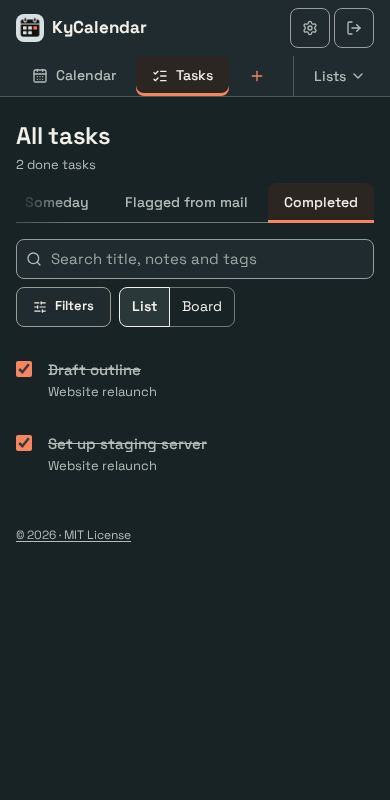 KyCalendar
Calendar Tasks + Lists
All tasks
2 done tasks
Someday Flagged from mail Completed
Search title, notes and tags
Filters List Board
Draft outline
Website relaunch
Set up staging server
Website relaunch
© 2026 · MIT License